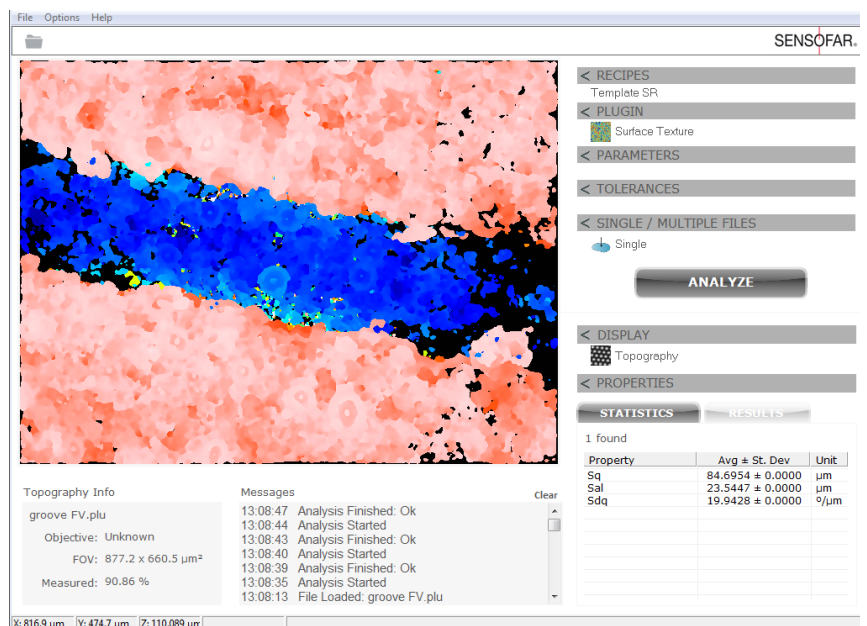 File Options Help
SENSOFAR®
< RECIPES
Template SR
< PLUGIN
Surface Texture
< PARAMETERS
< TOLERANCES
< SINGLE / MULTIPLE FILES
Single
ANALYZE
< DISPLAY
Topography
< PROPERTIES
STATISTICS RESULTS
1 found
Property Avg ± St. Dev Unit
Sq 84.6954 ± 0.0000 µm
Sal 23.5447 ± 0.0000 µm
Sdq 19.9428 ± 0.0000 º/µm
Topography Info
groove FV.plu
Objective: Unknown
FOV: 877.2 x 660.5 µm²
Measured: 90.86 %
Messages Clear
13:08:47 Analysis Finished: Ok
13:08:44 Analysis Started
13:08:43 Analysis Finished: Ok
13:08:40 Analysis Started
13:08:39 Analysis Finished: Ok
13:08:35 Analysis Started
13:08:13 File Loaded: groove FV.plu
X: 816.9 µm Y: 474.7 µm Z: 110.089 µm